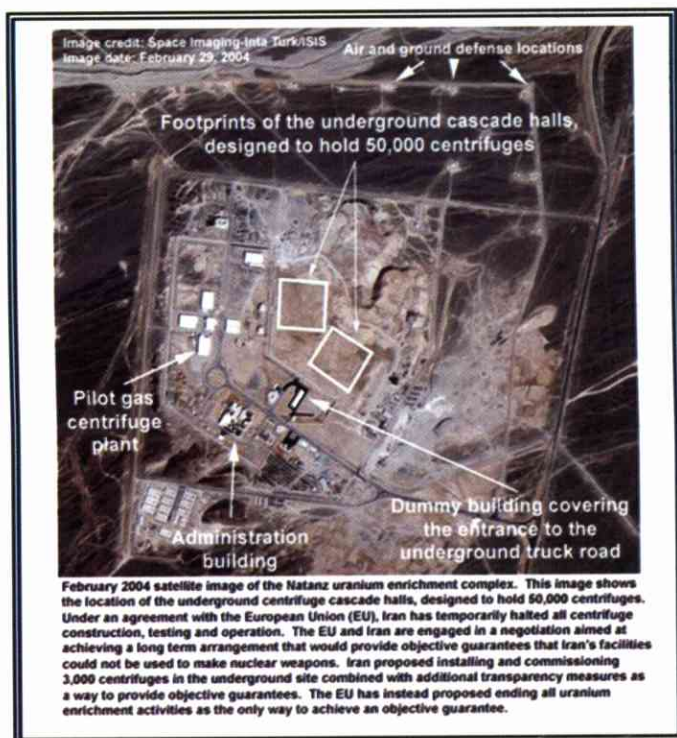 Image credit: Space Imaging-Inta Turk/ISIS
Image date: February 29, 2004
Air and ground defense locations
Footprints of the underground cascade halls,
designed to hold 50,000 centrifuges
Pilot gas
centrifuge
plant
Administration
building
Dummy building covering
the entrance to the
underground truck road
February 2004 satellite image of the Natanz uranium enrichment complex. This image shows
the location of the underground centrifuge cascade halls, designed to hold 50,000 centrifuges.
Under an agreement with the European Union (EU), Iran has temporarily halted all centrifuge
construction, testing and operation. The EU and Iran are engaged in a negotiation aimed at
achieving a long term arrangement that would provide objective guarantees that Iran's facilities
could not be used to make nuclear weapons. Iran proposed installing and commissioning
3,000 centrifuges in the underground site combined with additional transparency measures as
a way to provide objective guarantees. The EU has instead proposed ending all uranium
enrichment activities as the only way to achieve an objective guarantee.